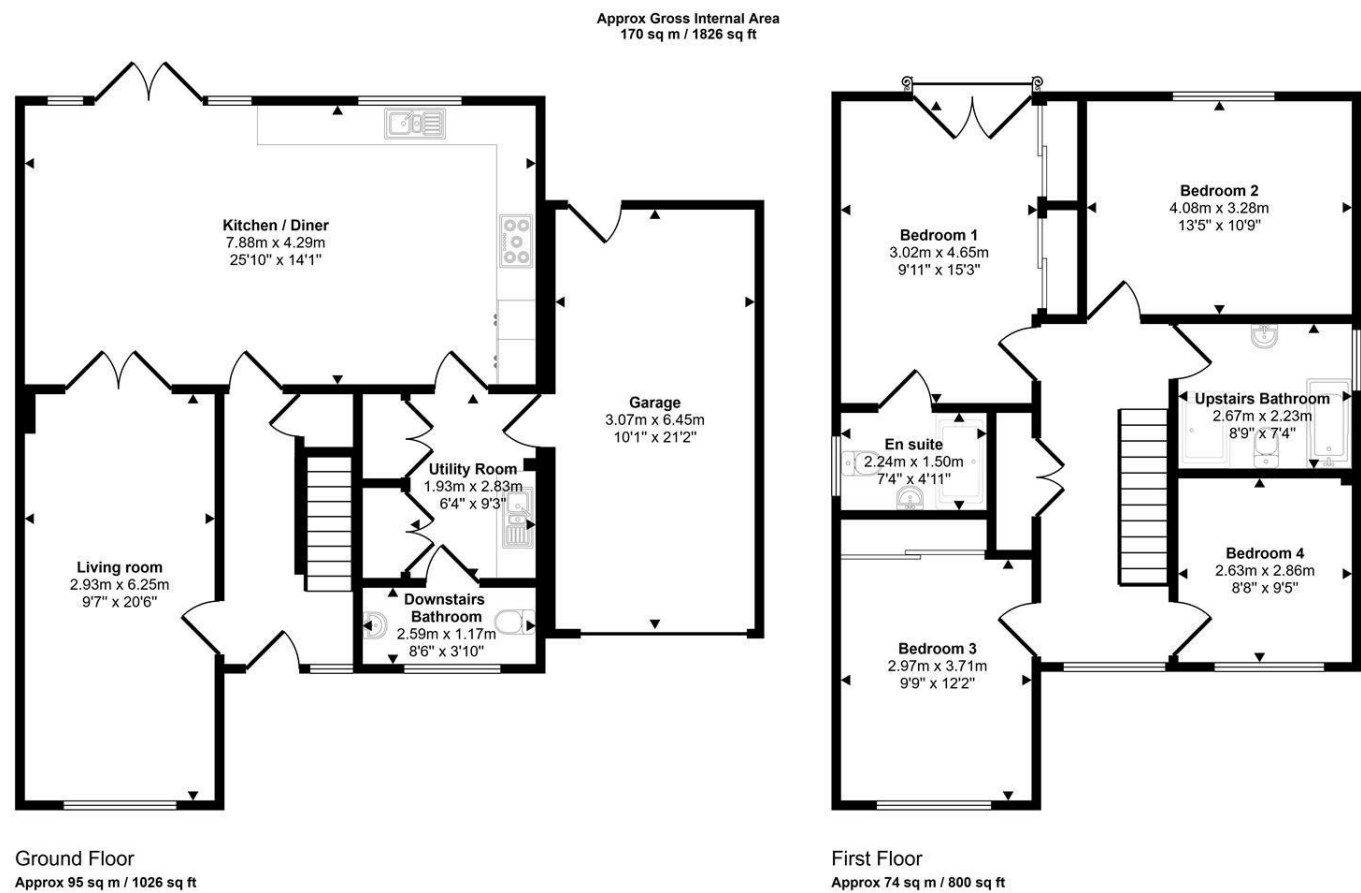 Approx Gross Internal Area
170 sq m / 1826 sq ft
Kitchen / Diner
7.88m x 4.29m
25'10" x 14'1"
Garage
3.07m x 6.45m
10'1" x 21'2"
Utility Room
1.93m x 2.83m
6'4" x 9'3"
Living room
2.93m x 6.25m
9'7" x 20'6"
Downstairs
Bathroom
2.59m x 1.17m
8'6" x 3'10"
Ground Floor
Approx 95 sq m / 1026 sq ft
Bedroom 1
3.02m x 4.65m
9'11" x 15'3"
Bedroom 2
4.08m x 3.28m
13'5" x 10'9"
Upstairs Bathroom
2.67m x 2.23m
8'9" x 7'4"
En suite
2.24m x 1.50m
7'4" x 4'11"
Bedroom 4
2.63m x 2.86m
8'8" x 9'5"
Bedroom 3
2.97m x 3.71m
9'9" x 12'2"
First Floor
Approx 74 sq m / 800 sq ft